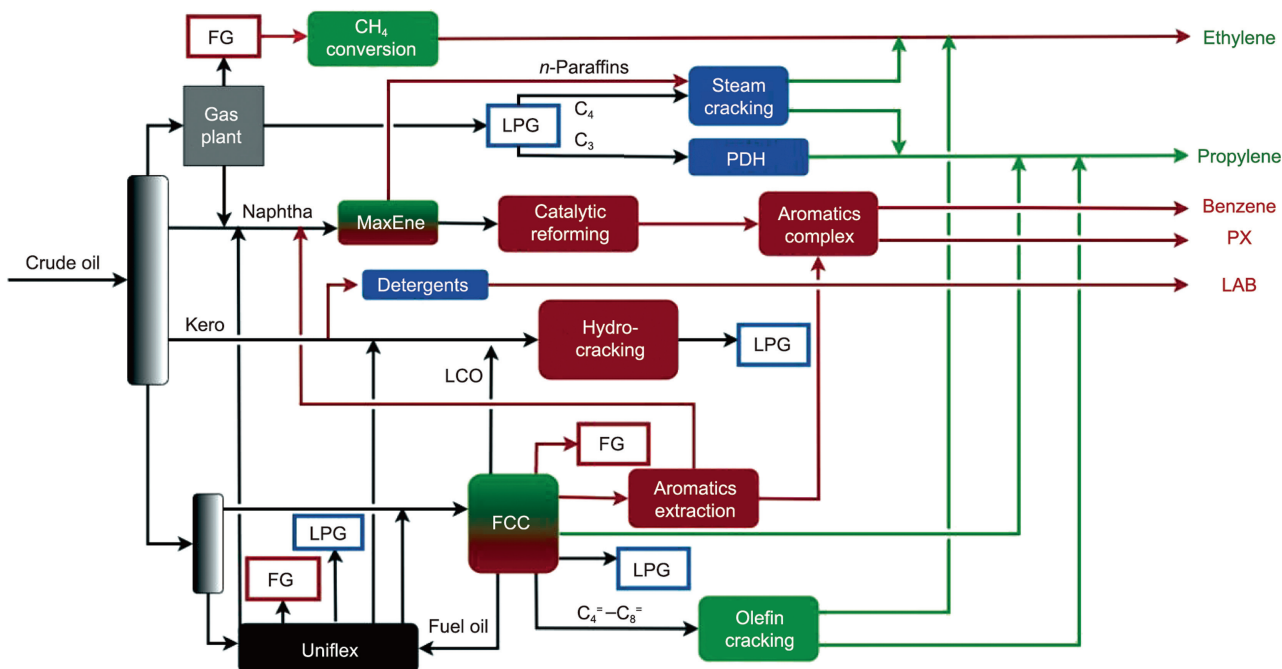 FG
CH₄
conversion
Ethylene
n-Paraffins
Gas
plant
LPG
C₄
C₃
Steam
cracking
PDH
Propylene
Naphtha
MaxEne
Catalytic
reforming
Aromatics
complex
Benzene
PX
Crude oil
Detergents
LAB
Kero
Hydro-
cracking
LPG
LCO
FG
Aromatics
extraction
FCC
LPG
FG
LPG
C₄⁼–C₈⁼
Olefin
cracking
Fuel oil
Uniflex